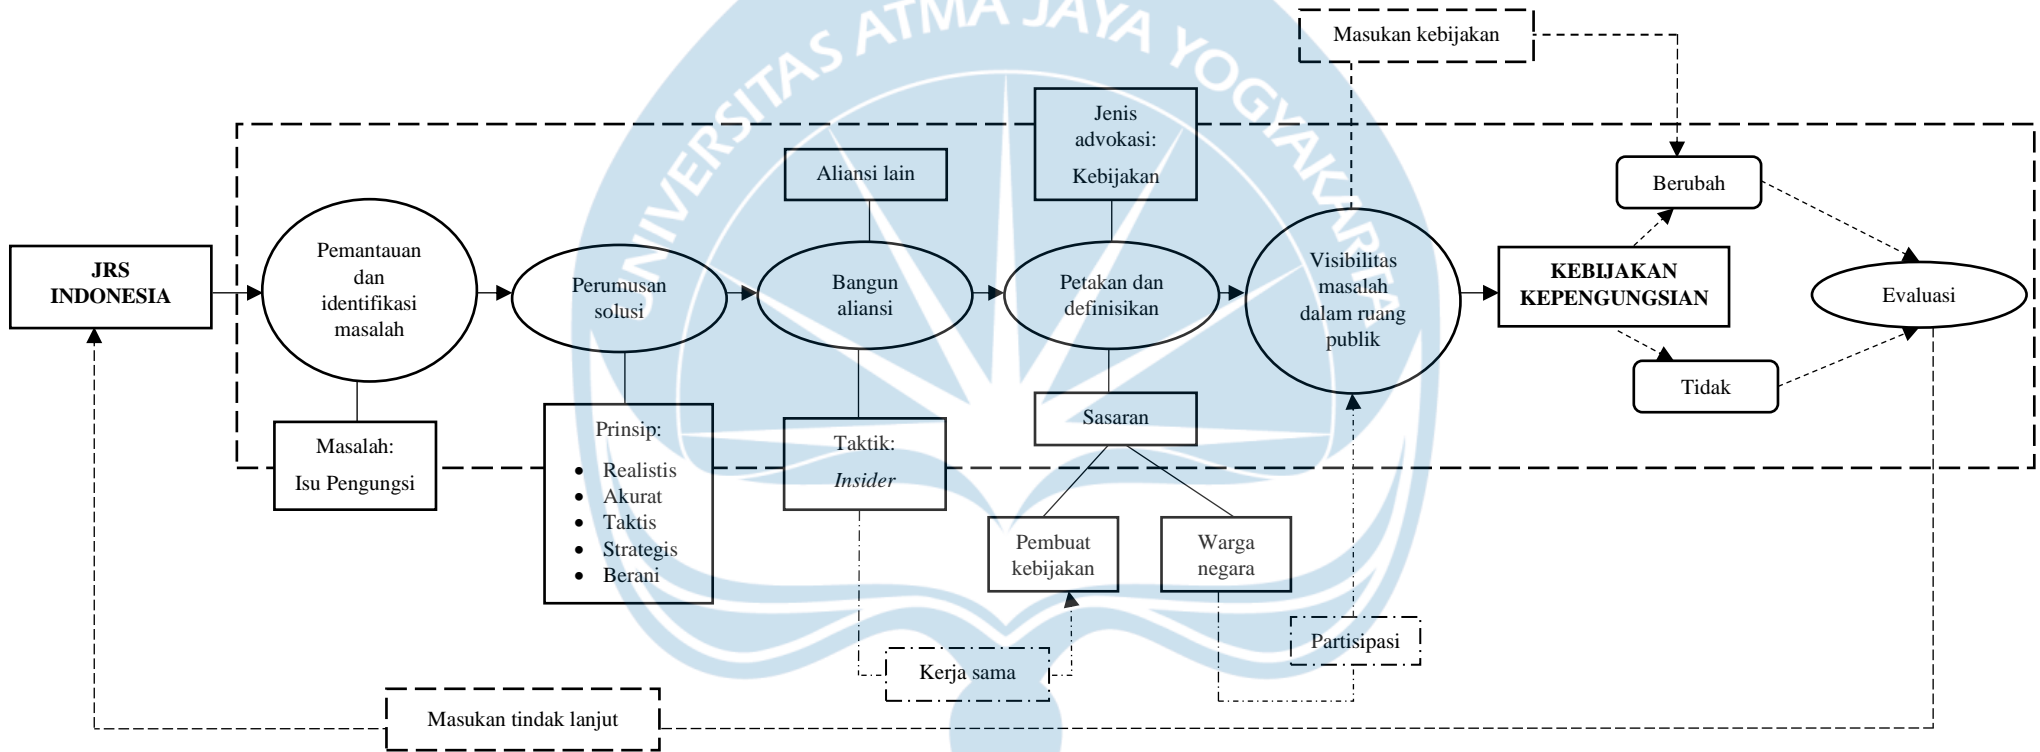 UNIVERSITAS ATMA JAYA YOGYAKARTA
Masukan kebijakan
Jenis
advokasi:
Kebijakan
Aliansi lain
Berubah
JRS
INDONESIA
Pemantauan
dan
identifikasi
masalah
Perumusan
solusi
Bangun
aliansi
Petakan dan
definisikan
Visibilitas
masalah
dalam ruang
publik
KEBIJAKAN
KEPENGUNGSIAN
Evaluasi
Tidak
Masalah:
Isu Pengungsi
Prinsip:
• Realistis
• Akurat
• Taktis
• Strategis
• Berani
Taktik:
Insider
Sasaran
Pembuat
kebijakan
Warga
negara
Partisipasi
Kerja sama
Masukan tindak lanjut